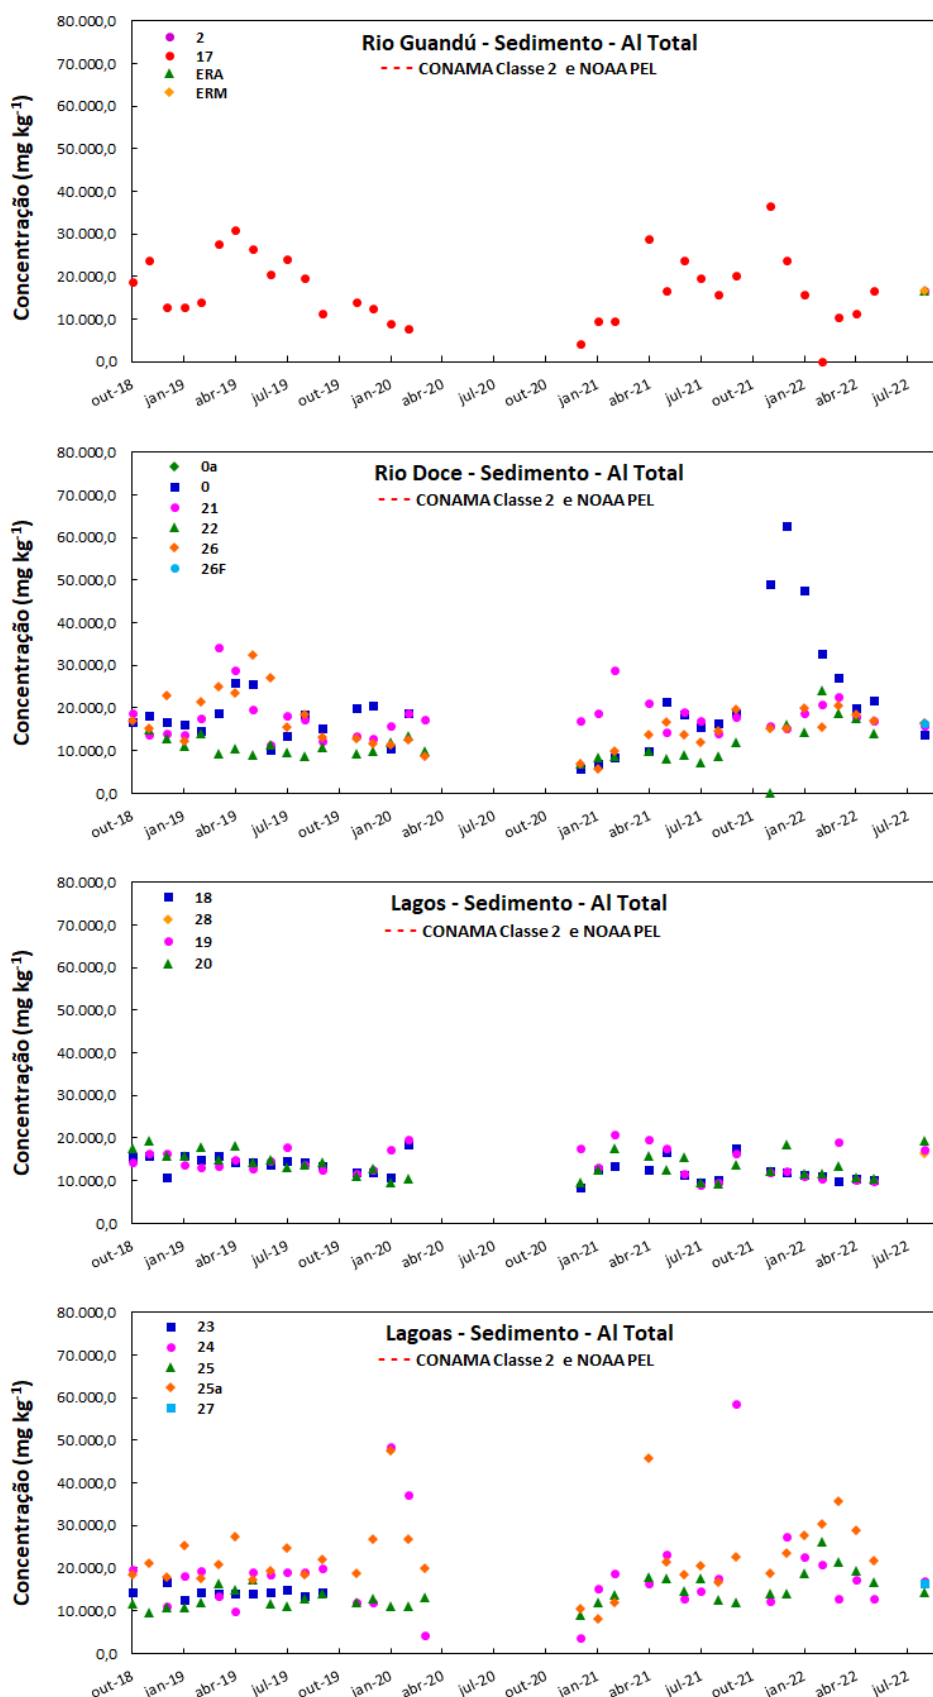 Rio Guandú - Sedimento - Al Total
CONAMA Classe 2 e NOAA PEL
2
17
ERA
ERM
Concentração (mg kg-1)
80.000,0
70.000,0
60.000,0
50.000,0
40.000,0
30.000,0
20.000,0
10.000,0
0,0
out-18 jan-19 abr-19 jul-19 out-19 jan-20 abr-20 jul-20 out-20 jan-21 abr-21 jul-21 out-21 jan-22 abr-22 jul-22
Rio Doce - Sedimento - Al Total
CONAMA Classe 2 e NOAA PEL
0a
0
21
22
26
26F
Concentração (mg kg-1)
80.000,0
70.000,0
60.000,0
50.000,0
40.000,0
30.000,0
20.000,0
10.000,0
0,0
out-18 jan-19 abr-19 jul-19 out-19 jan-20 abr-20 jul-20 out-20 jan-21 abr-21 jul-21 out-21 jan-22 abr-22 jul-22
Lagos - Sedimento - Al Total
CONAMA Classe 2 e NOAA PEL
18
28
19
20
Concentração (mg kg-1)
80.000,0
70.000,0
60.000,0
50.000,0
40.000,0
30.000,0
20.000,0
10.000,0
0,0
out-18 jan-19 abr-19 jul-19 out-19 jan-20 abr-20 jul-20 out-20 jan-21 abr-21 jul-21 out-21 jan-22 abr-22 jul-22
Lagoas - Sedimento - Al Total
CONAMA Classe 2 e NOAA PEL
23
24
25
25a
27
Concentração (mg kg-1)
80.000,0
70.000,0
60.000,0
50.000,0
40.000,0
30.000,0
20.000,0
10.000,0
0,0
out-18 jan-19 abr-19 jul-19 out-19 jan-20 abr-20 jul-20 out-20 jan-21 abr-21 jul-21 out-21 jan-22 abr-22 jul-22